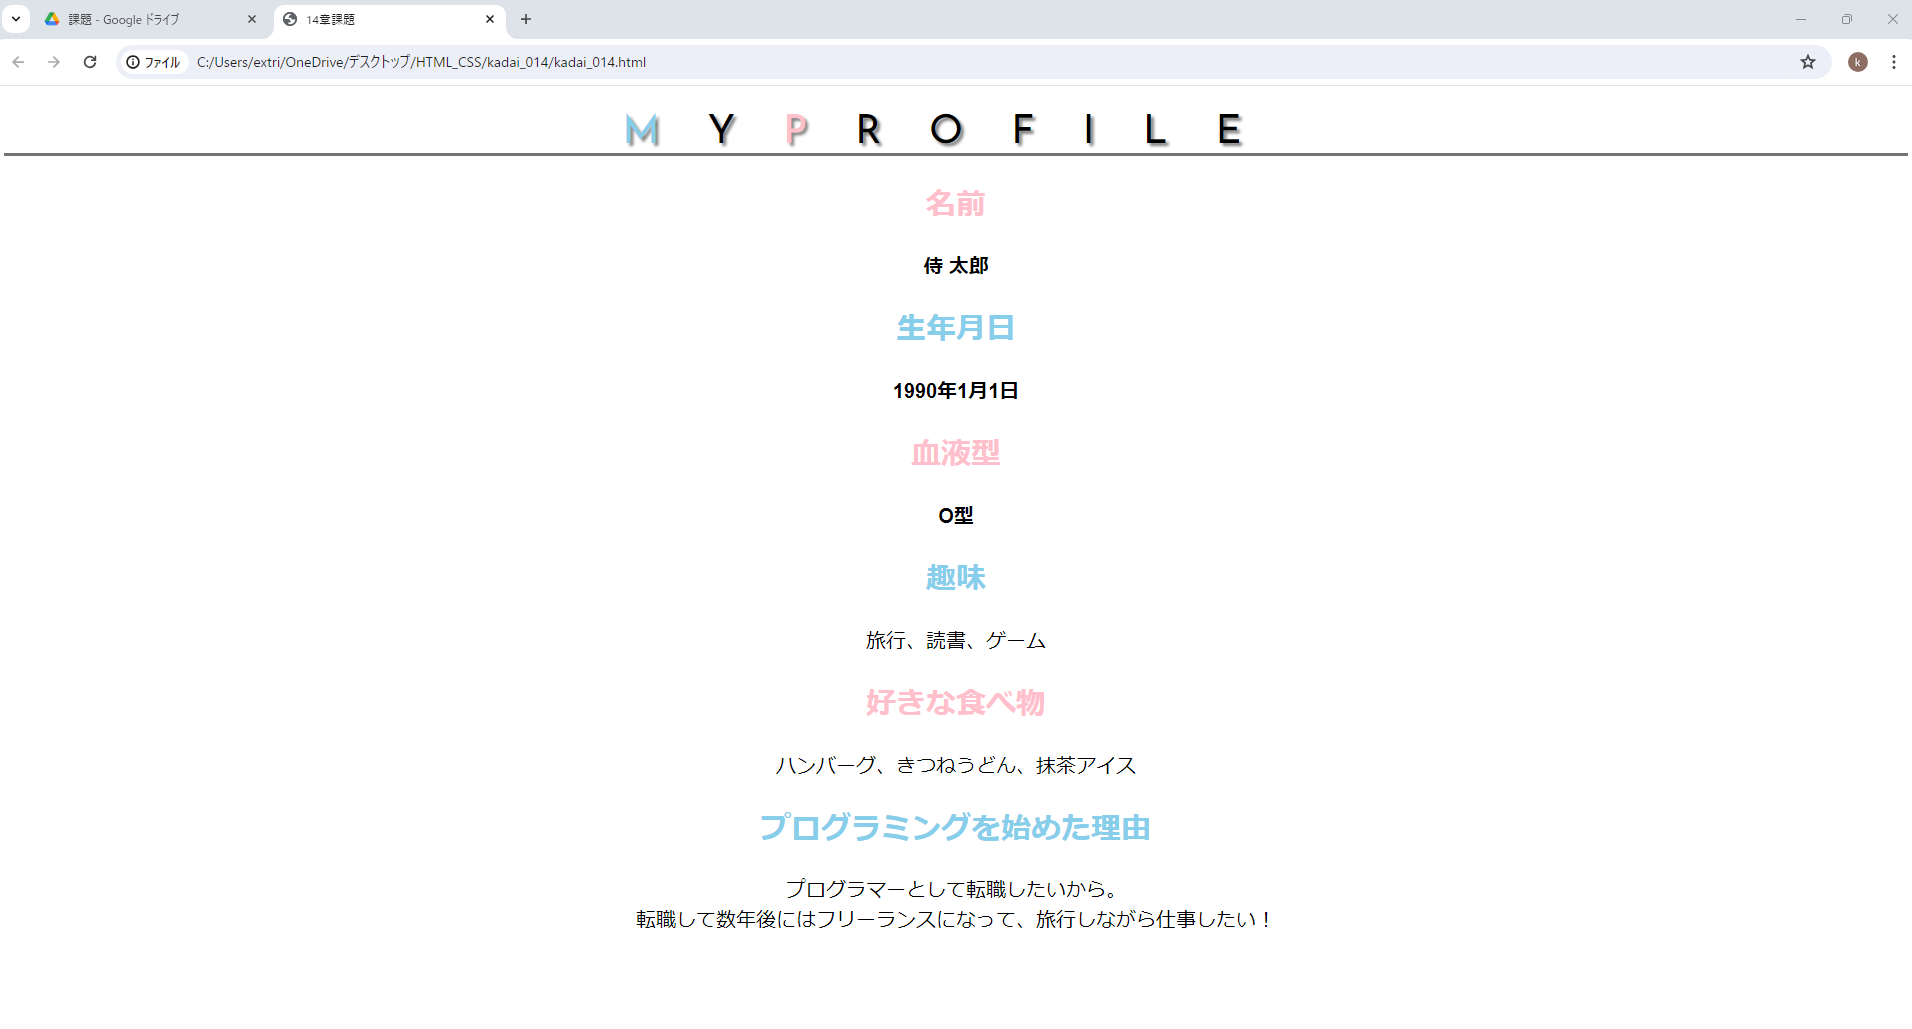 課題 - Google ドライブ
14章課題
ファイル
C:/Users/extri/OneDrive/デスクトップ/HTML_CSS/kadai_014/kadai_014.html
k
M Y P R O F I L E
名前
侍 太郎
生年月日
1990年1月1日
血液型
O型
趣味
旅行、読書、ゲーム
好きな食べ物
ハンバーグ、きつねうどん、抹茶アイス
プログラミングを始めた理由
プログラマーとして転職したいから。
転職して数年後にはフリーランスになって、旅行しながら仕事したい！